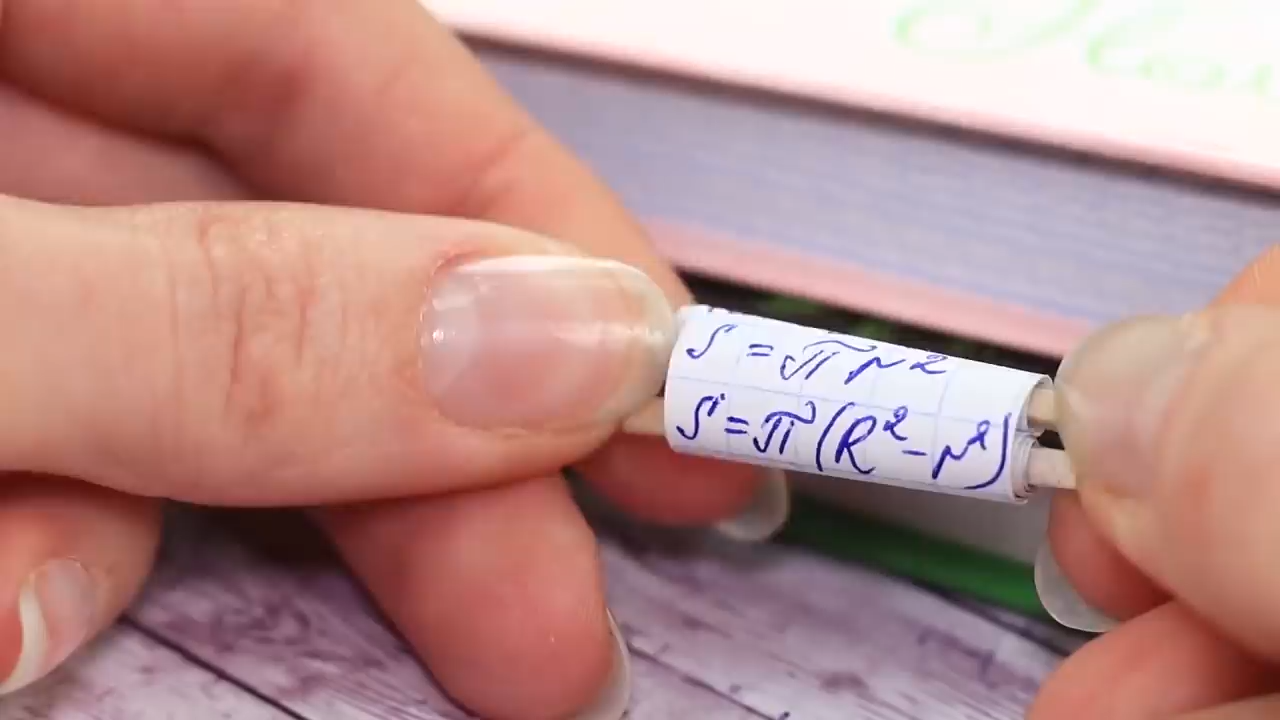 S = πr²
S = π(R² - r²)